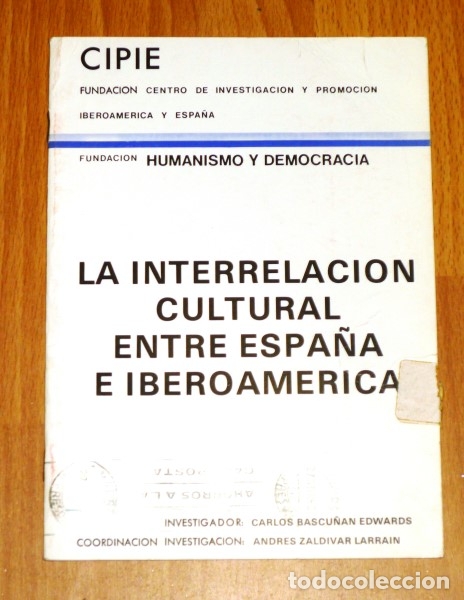 CIPIE
FUNDACION CENTRO DE INVESTIGACION Y PROMOCION
IBEROAMERICA Y ESPAÑA
FUNDACION HUMANISMO Y DEMOCRACIA
LA INTERRELACION
CULTURAL
ENTRE ESPAÑA
E IBEROAMERICA
INVESTIGADOR: CARLOS BASCUÑAN EDWARDS
COORDINACION INVESTIGACION: ANDRES ZALDIVAR LARRAIN
todocoleccion.net